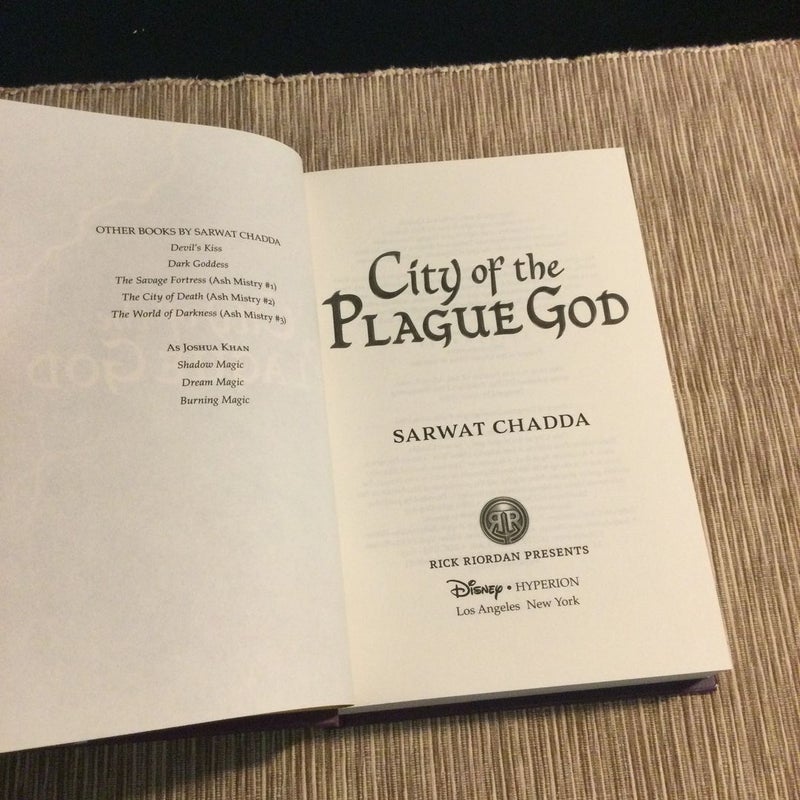 OTHER BOOKS BY SARWAT CHADDA
Devil's Kiss
Dark Goddess
The Savage Fortress (Ash Mistry #1)
The City of Death (Ash Mistry #2)
The World of Darkness (Ash Mistry #3)
As Joshua Khan
Shadow Magic
Dream Magic
Burning Magic
City of the
PLAGUE GOD
SARWAT CHADDA
RR
RICK RIORDAN PRESENTS
Disney • HYPERION
Los Angeles New York